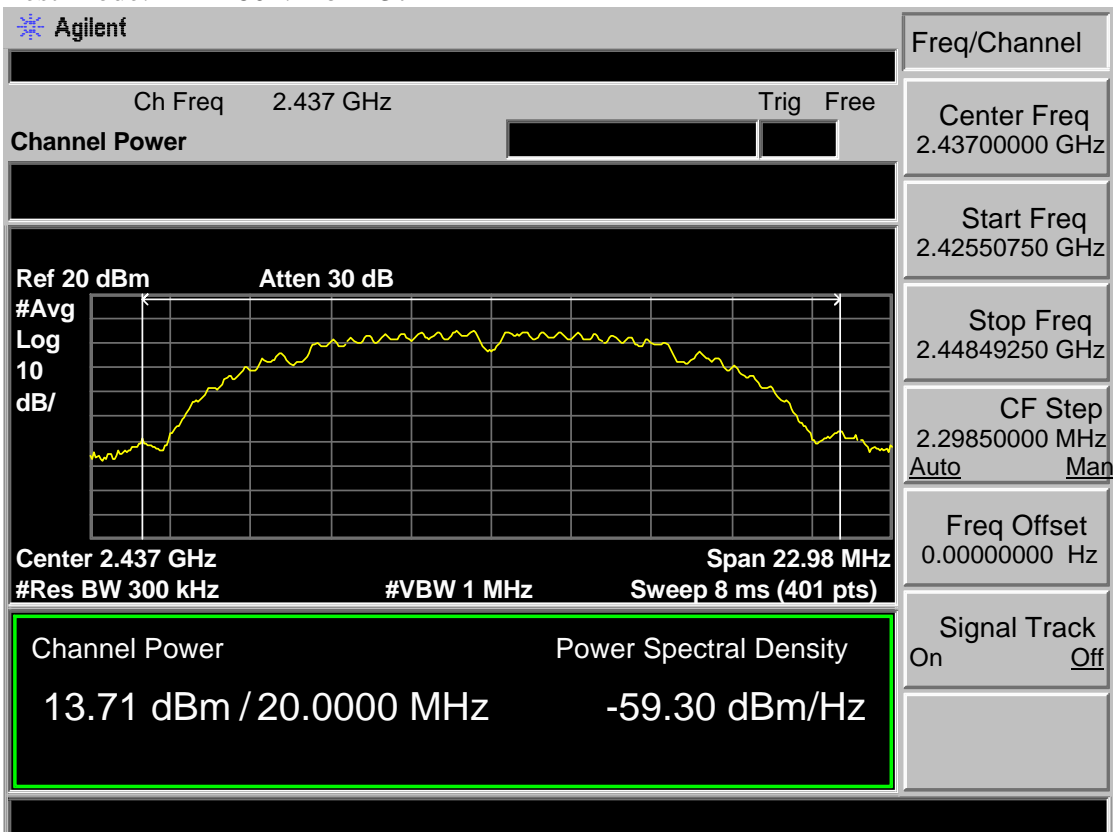 Agilent
Freq/Channel
Ch Freq 2.437 GHz Trig Free
Channel Power
Center Freq
2.43700000 GHz
Start Freq
2.42550750 GHz
Stop Freq
2.44849250 GHz
CF Step
2.29850000 MHz
Auto Man
Freq Offset
0.00000000 Hz
Signal Track
On Off
Ref 20 dBm Atten 30 dB
#Avg
Log
10
dB/
Center 2.437 GHz Span 22.98 MHz
#Res BW 300 kHz #VBW 1 MHz Sweep 8 ms (401 pts)
Channel Power Power Spectral Density
13.71 dBm / 20.0000 MHz -59.30 dBm/Hz